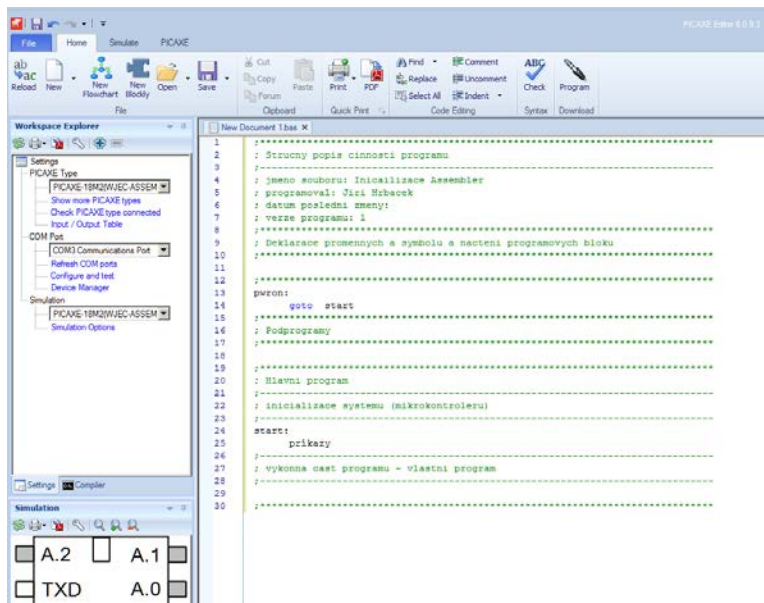 PICAXE Editor 6.0.9.3
File Home Simulate PICAXE
Reload New New Flowchart New Blockly Open Save
Cut Copy Forum Paste
Print PDF
Find Replace Select All
Comment Uncomment Indent
Check Program
File Clipboard Quick Print Code Editing Syntax Download
Workspace Explorer
Settings
PICAXE Type
PICAXE-18M2(WJEC-ASSEM
Show more PICAXE types
Check PICAXE type connected
Input / Output Table
COM Port
COM3 Communications Port
Refresh COM ports
Configure and test
Device Manager
Simulation
PICAXE-18M2(WJEC-ASSEM
Simulation Options
Settings Compiler
Simulation
A.2 A.1
TXD A.0
New Document 1.bas
1 ;******************************************************************************
2 ; Strucny popis cinnosti programu
3 ;------------------------------------------------------------------------------
4 ; jmeno souboru: Inicailizace Assembler
5 ; programoval: Jiri Hrbacek
6 ; datum posledni zmeny:
7 ; verze programu: 1
8 ;******************************************************************************
9 ; Deklarace promennych a symbolu a nacteni programovych bloku
10 ;******************************************************************************
11
12 ;******************************************************************************
13 pwron:
14 goto start
15 ;******************************************************************************
16 ; Podprogramy
17 ;******************************************************************************
18
19 ;******************************************************************************
20 ; Hlavni program
21 ;------------------------------------------------------------------------------
22 ; inicializace systemu (mikrokontroleru)
23 ;------------------------------------------------------------------------------
24 start:
25 prikazy
26 ;------------------------------------------------------------------------------
27 ; vykonna cast programu - vlastni program
28 ;------------------------------------------------------------------------------
29
30 ;******************************************************************************